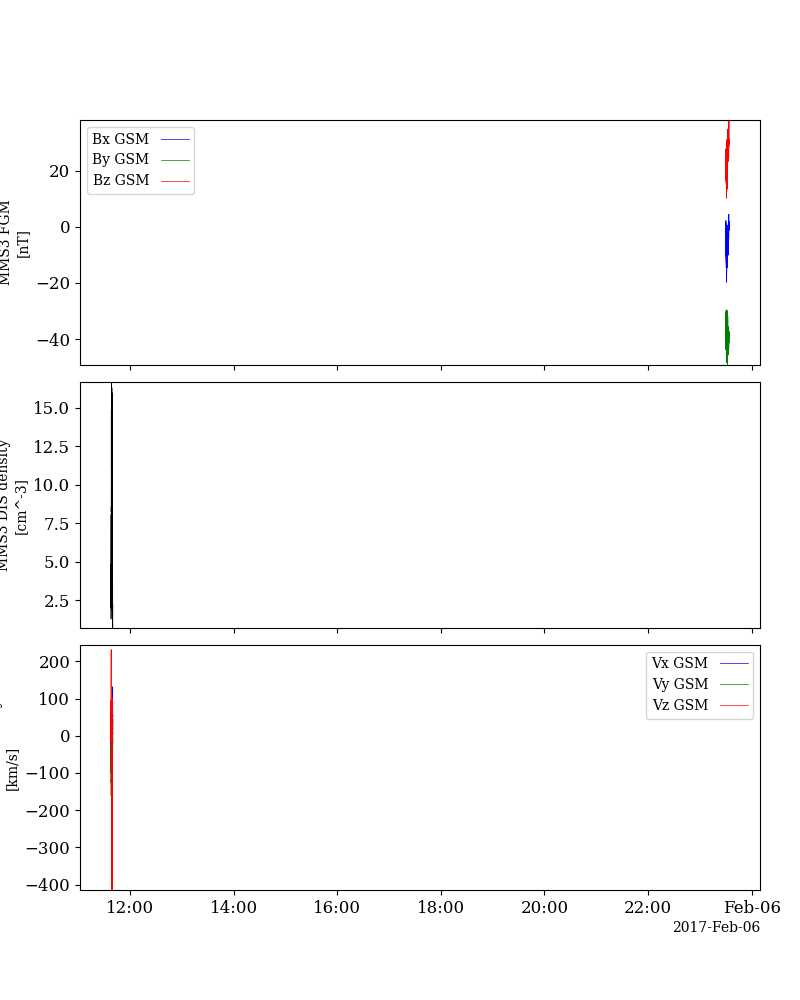 Bx GSM
By GSM
Bz GSM
20
0
−20
−40
MMS3 FGM
[nT]
15.0
12.5
10.0
7.5
5.0
2.5
MMS3 DIS density
[cm^-3]
Vx GSM
Vy GSM
Vz GSM
200
100
0
−100
−200
−300
−400
[km/s]
12:00
14:00
16:00
18:00
20:00
22:00
Feb-06
2017-Feb-06